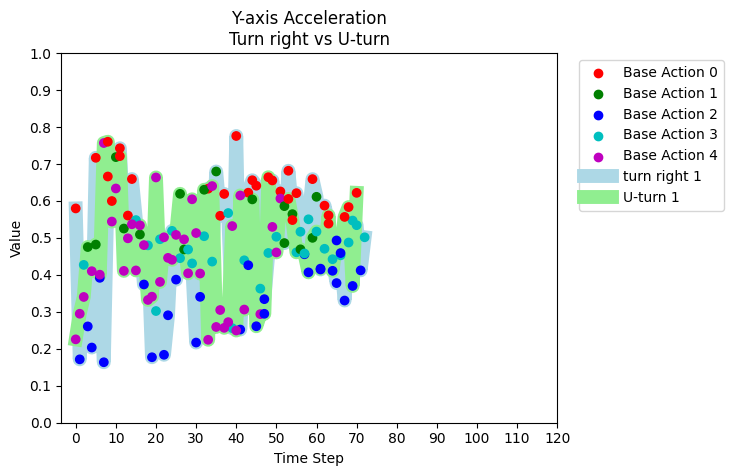 Y-axis Acceleration
Turn right vs U-turn
1.0
0.9
0.8
0.7
0.6
0.5
0.4
0.3
0.2
0.1
0.0
Value
0 10 20 30 40 50 60 70 80 90 100 110 120
Time Step
Base Action 0
Base Action 1
Base Action 2
Base Action 3
Base Action 4
turn right 1
U-turn 1